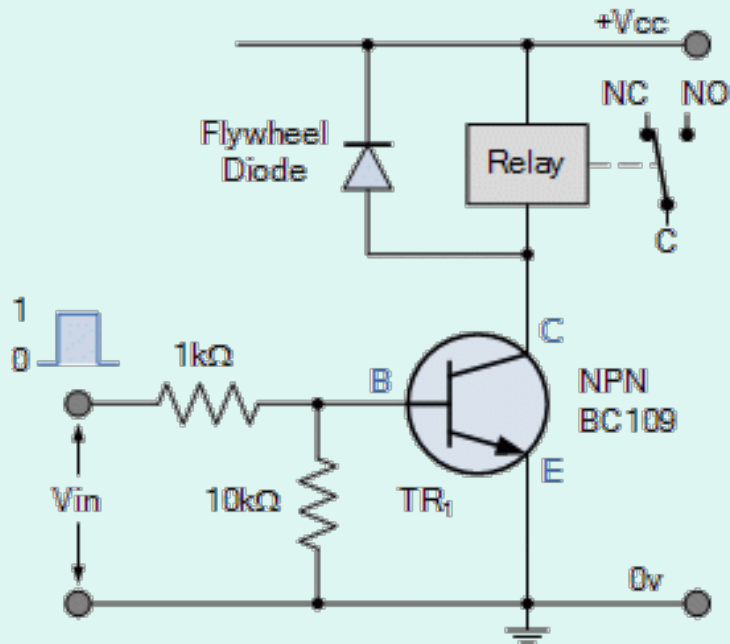 +Vcc
NC NO
Flywheel
Diode
Relay
C
1
0
1kΩ
B
C
NPN
BC109
Vin
10kΩ
TR₁
E
0v